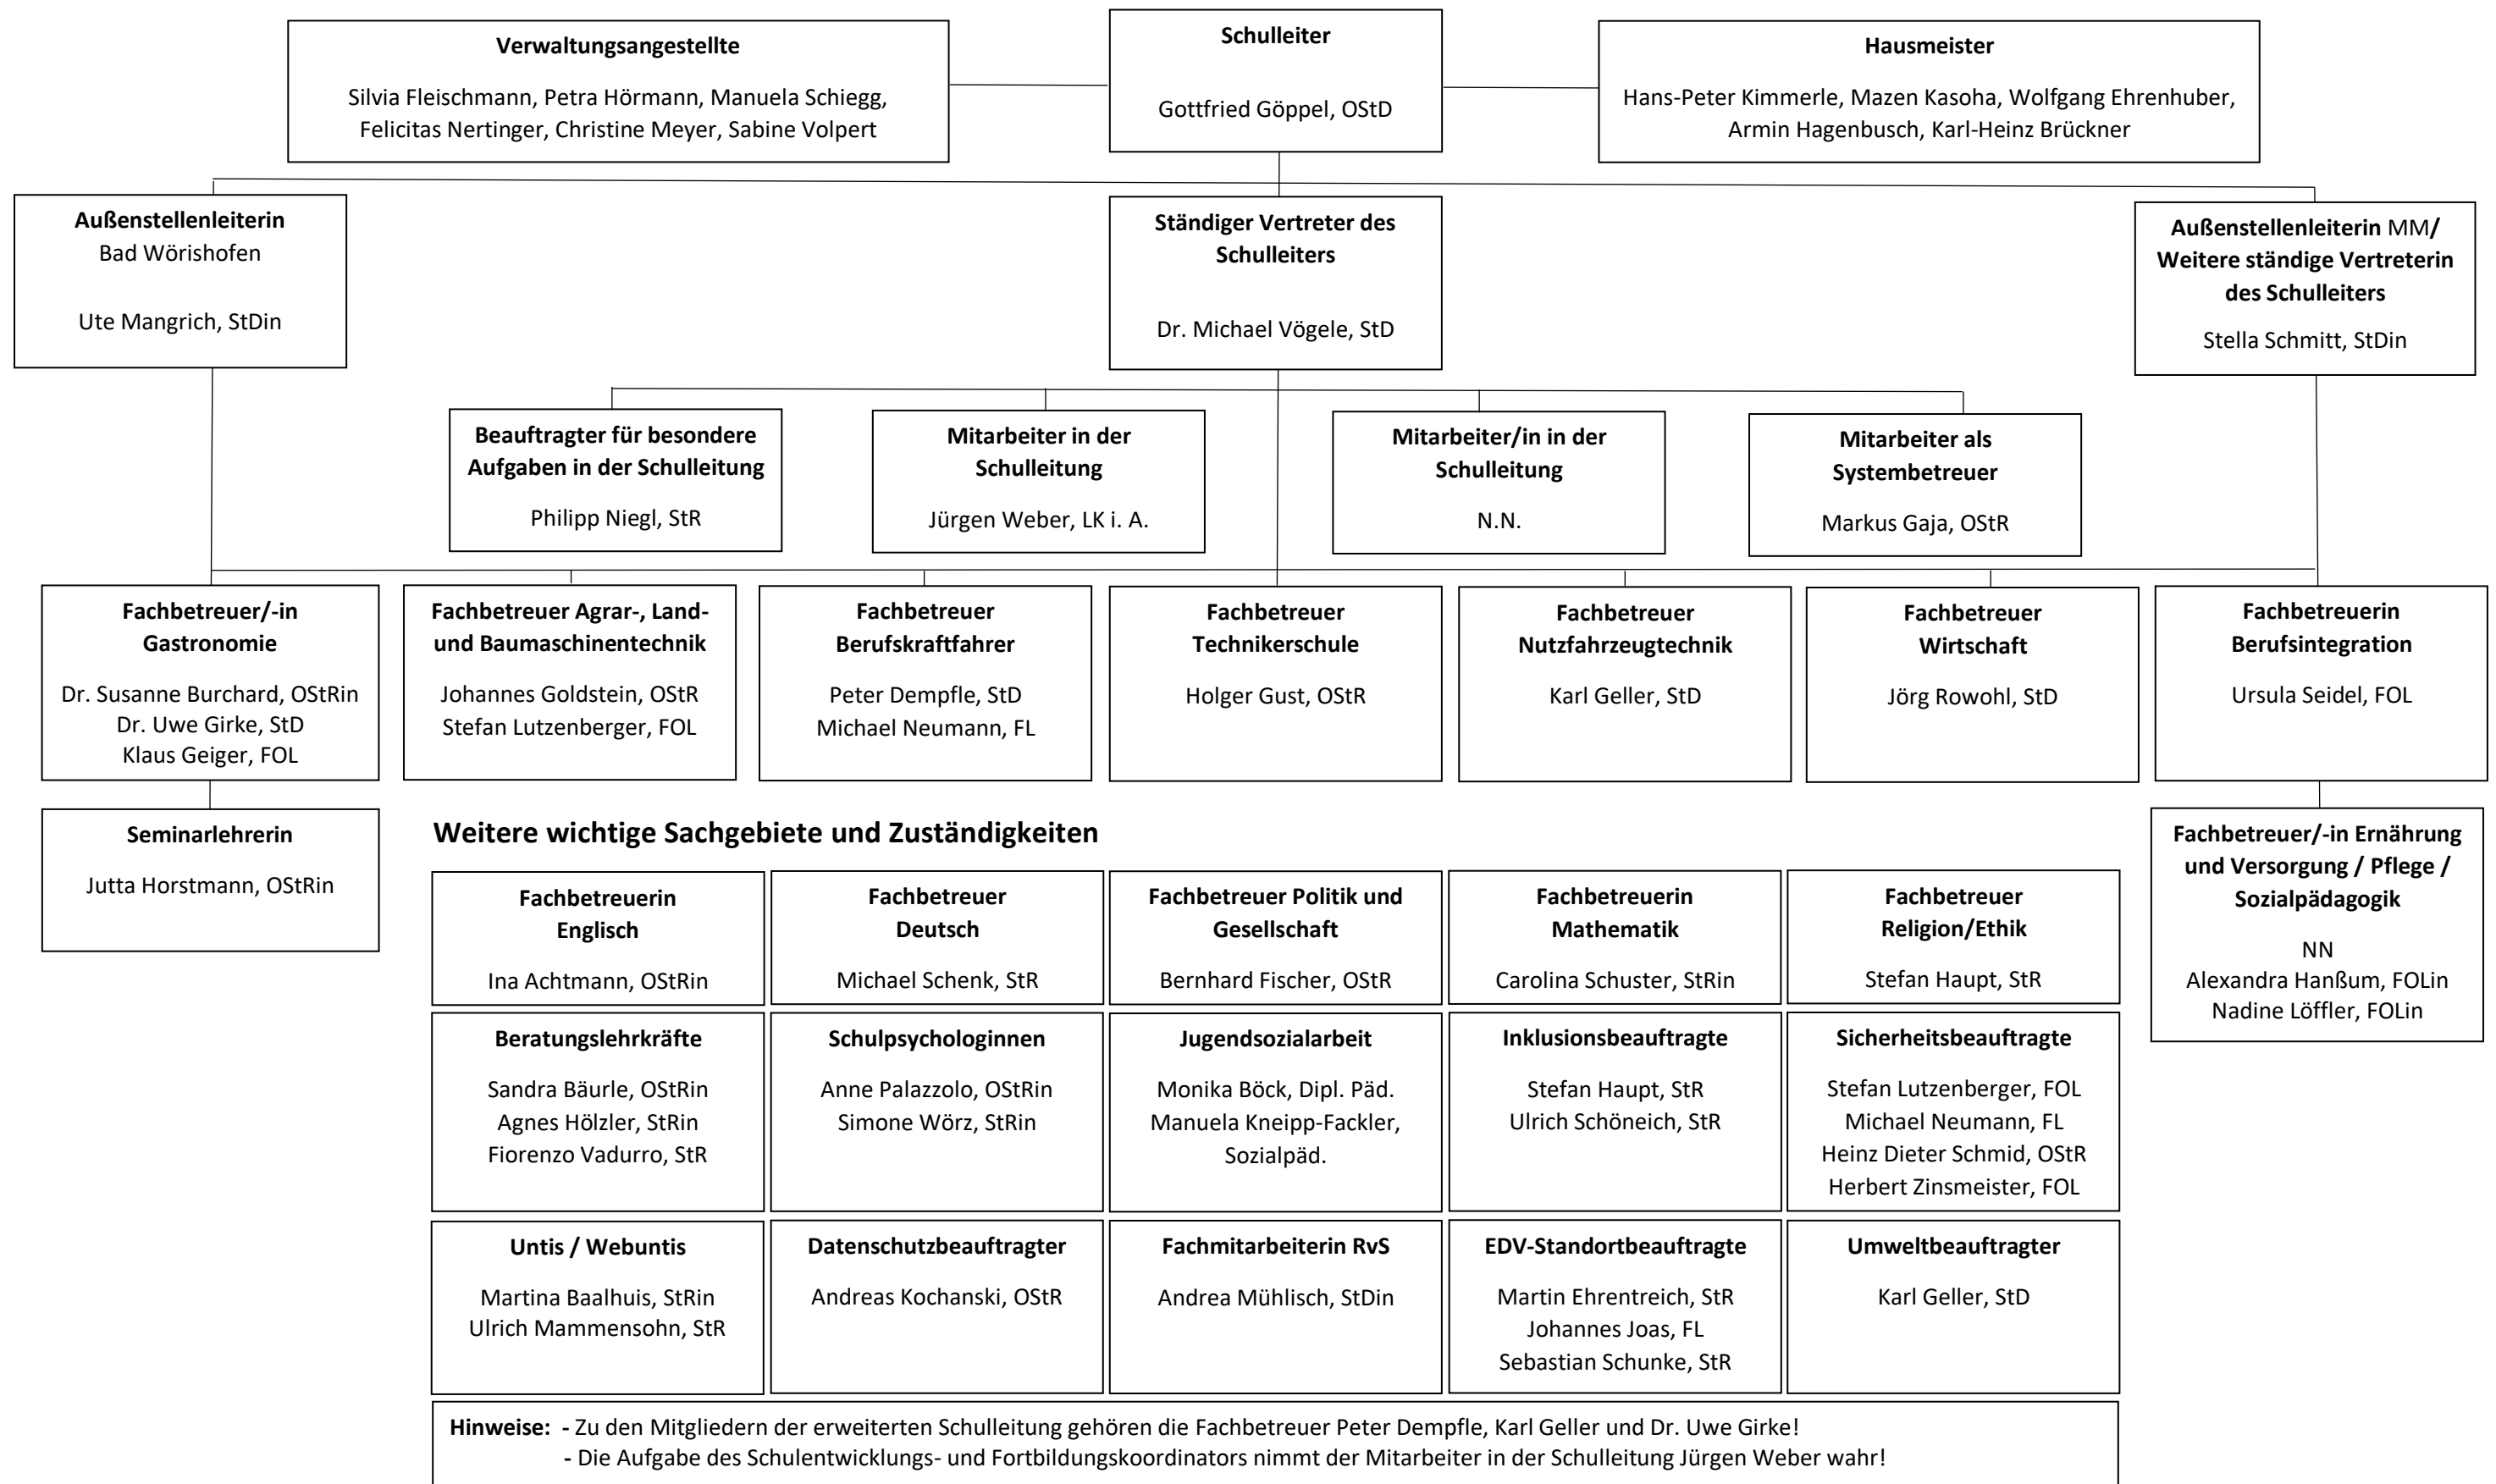 Verwaltungsangestellte
Silvia Fleischmann, Petra Hörmann, Manuela Schiegg,
Felicitas Nertinger, Christine Meyer, Sabine Volpert
Schulleiter
Gottfried Göppel, OStD
Hausmeister
Hans-Peter Kimmerle, Mazen Kasoha, Wolfgang Ehrenhuber,
Armin Hagenbusch, Karl-Heinz Brückner
Außenstellenleiterin
Bad Wörishofen
Ute Mangrich, StDin
Ständiger Vertreter des
Schulleiters
Dr. Michael Vögele, StD
Außenstellenleiterin MM/
Weitere ständige Vertreterin
des Schulleiters
Stella Schmitt, StDin
Beauftragter für besondere
Aufgaben in der Schulleitung
Philipp Niegl, StR
Mitarbeiter in der
Schulleitung
Jürgen Weber, LK i. A.
Mitarbeiter/in in der
Schulleitung
N.N.
Mitarbeiter als
Systembetreuer
Markus Gaja, OStR
Fachbetreuer/-in
Gastronomie
Dr. Susanne Burchard, OStRin
Dr. Uwe Girke, StD
Klaus Geiger, FOL
Fachbetreuer Agrar-, Land-
und Baumaschinentechnik
Johannes Goldstein, OStR
Stefan Lutzenberger, FOL
Fachbetreuer
Berufskraftfahrer
Peter Dempfle, StD
Michael Neumann, FL
Fachbetreuer
Technikerschule
Holger Gust, OStR
Fachbetreuer
Nutzfahrzeugtechnik
Karl Geller, StD
Fachbetreuer
Wirtschaft
Jörg Rowohl, StD
Fachbetreuerin
Berufsintegration
Ursula Seidel, FOL
Seminarlehrerin
Jutta Horstmann, OStRin
Fachbetreuer/-in Ernährung
und Versorgung / Pflege /
Sozialpädagogik
NN
Alexandra Hanßum, FOLin
Nadine Löffler, FOLin
Weitere wichtige Sachgebiete und Zuständigkeiten
Fachbetreuerin
Englisch
Ina Achtmann, OStRin
Fachbetreuer
Deutsch
Michael Schenk, StR
Fachbetreuer Politik und
Gesellschaft
Bernhard Fischer, OStR
Fachbetreuerin
Mathematik
Carolina Schuster, StRin
Fachbetreuer
Religion/Ethik
Stefan Haupt, StR
Beratungslehrkräfte
Sandra Bäurle, OStRin
Agnes Hölzler, StRin
Fiorenzo Vadurro, StR
Schulpsychologinnen
Anne Palazzolo, OStRin
Simone Wörz, StRin
Jugendsozialarbeit
Monika Böck, Dipl. Päd.
Manuela Kneipp-Fackler,
Sozialpäd.
Inklusionsbeauftragte
Stefan Haupt, StR
Ulrich Schöneich, StR
Sicherheitsbeauftragte
Stefan Lutzenberger, FOL
Michael Neumann, FL
Heinz Dieter Schmid, OStR
Herbert Zinsmeister, FOL
Untis / Webuntis
Martina Baalhuis, StRin
Ulrich Mammensohn, StR
Datenschutzbeauftragter
Andreas Kochanski, OStR
Fachmitarbeiterin RvS
Andrea Mühlisch, StDin
EDV-Standortbeauftragte
Martin Ehrentreich, StR
Johannes Joas, FL
Sebastian Schunke, StR
Umweltbeauftragter
Karl Geller, StD
Hinweise: - Zu den Mitgliedern der erweiterten Schulleitung gehören die Fachbetreuer Peter Dempfle, Karl Geller und Dr. Uwe Girke!
- Die Aufgabe des Schulentwicklungs- und Fortbildungskoordinators nimmt der Mitarbeiter in der Schulleitung Jürgen Weber wahr!